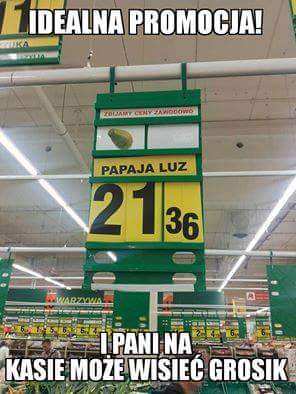 IDEALNA PROMOCJA!
ZBIJAMY CENY ZAWODOWO
PAPAJA LUZ
21 36
WARZYWA
I PANI NA
KASIE MOŻE WISIEĆ GROSIK